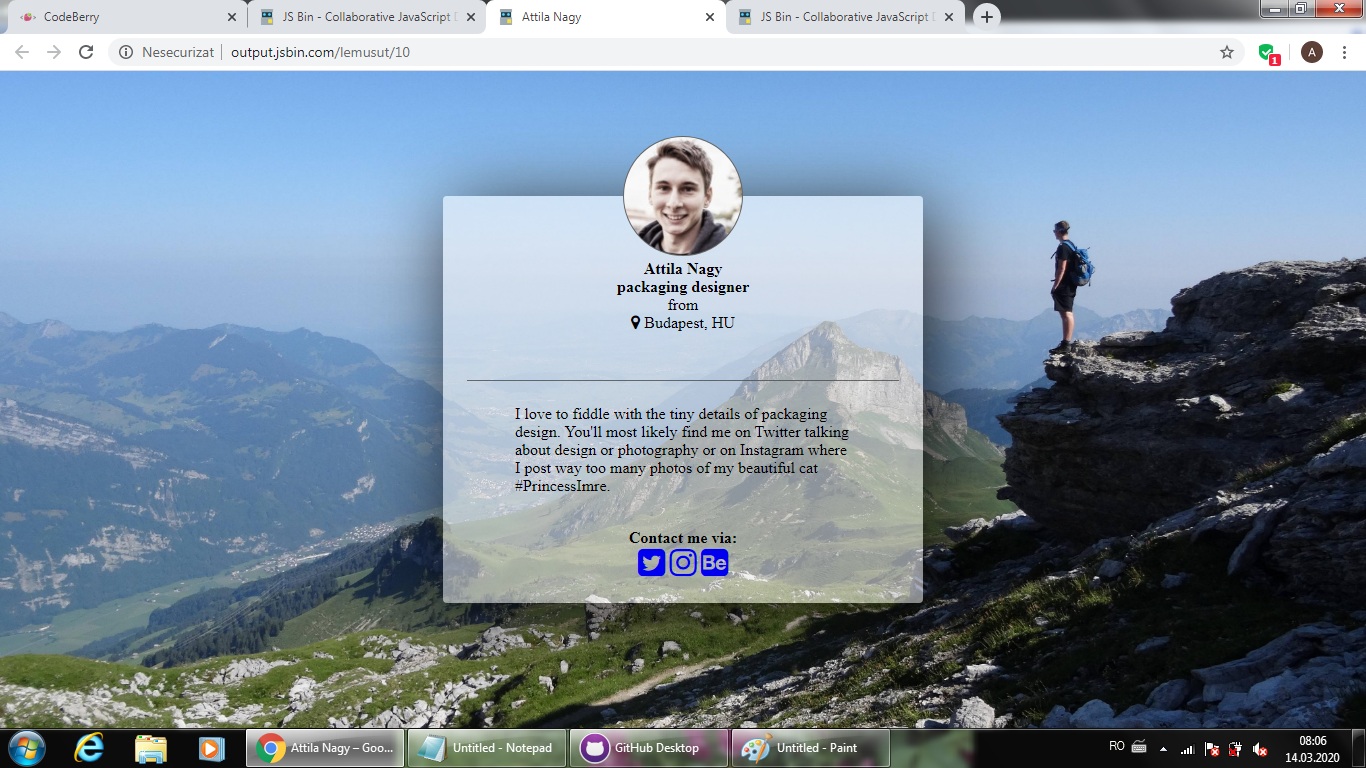 CodeBerry
JS Bin - Collaborative JavaScript
Attila Nagy
JS Bin - Collaborative JavaScript
Nesecurizat
output.jsbin.com/lemusut/10
1
A
Attila Nagy
packaging designer
from
Budapest, HU
I love to fiddle with the tiny details of packaging
design. You'll most likely find me on Twitter talking
about design or photography or on Instagram where
I post way too many photos of my beautiful cat
#PrincessImre.
Contact me via:
Bē
Attila Nagy – Goo...
Untitled - Notepad
GitHub Desktop
Untitled - Paint
RO
08:06
14.03.2020